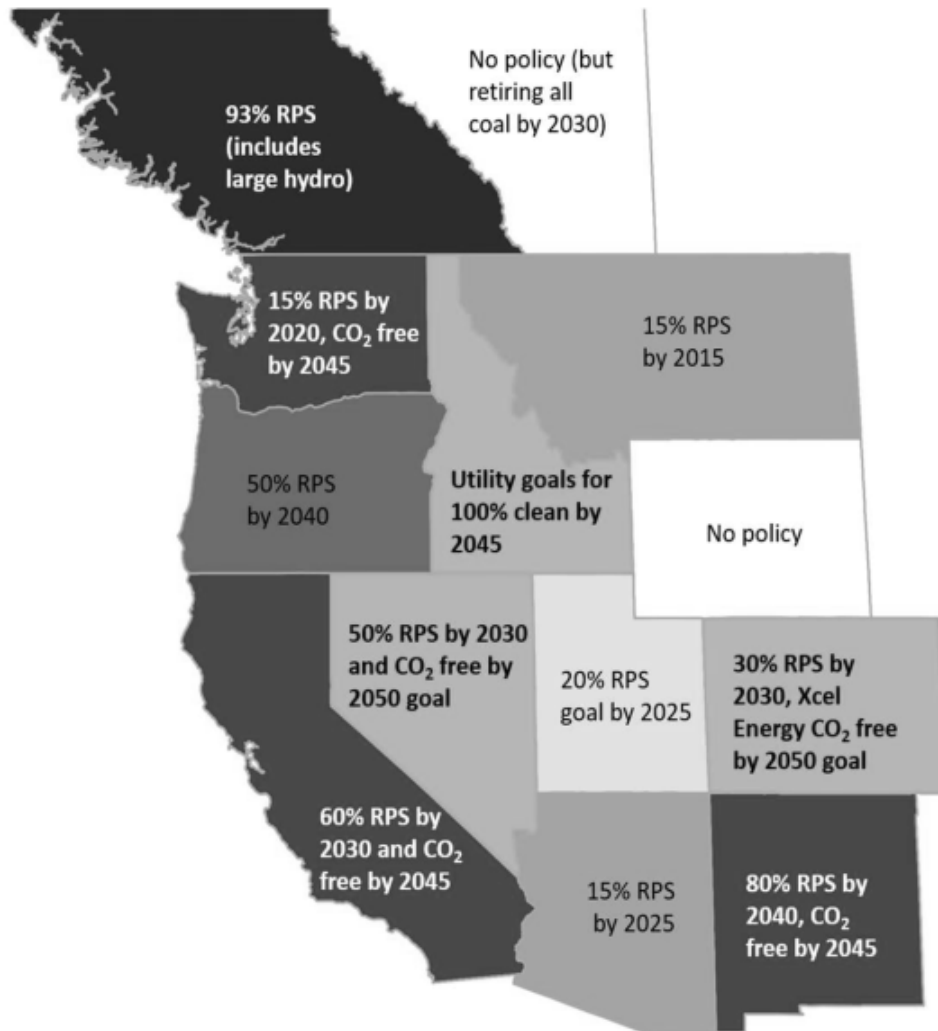 No policy (but
retiring all
coal by 2030)
93% RPS
(includes
large hydro)
15% RPS by
2020, CO₂ free
by 2045
15% RPS
by 2015
50% RPS
by 2040
Utility goals for
100% clean by
2045
No policy
50% RPS by 2030
and CO₂ free by
2050 goal
20% RPS
goal by 2025
30% RPS by
2030, Xcel
Energy CO₂ free
by 2050 goal
60% RPS by
2030 and CO₂
free by 2045
15% RPS
by 2025
80% RPS by
2040, CO₂
free by 2045